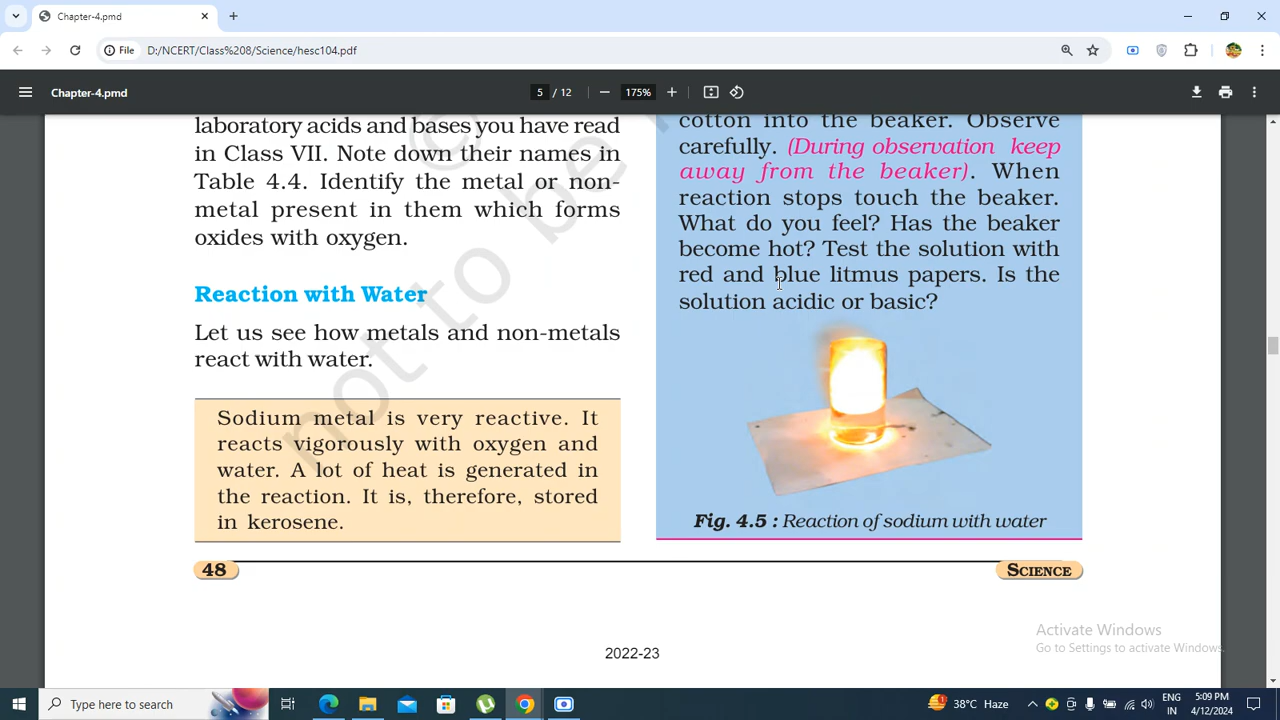 Chapter-4.pmd
File
D:/NCERT/Class%208/Science/hesc104.pdf
Chapter-4.pmd
5 / 12
175%
laboratory acids and bases you have read
in Class VII. Note down their names in
Table 4.4. Identify the metal or non-
metal present in them which forms
oxides with oxygen.
Reaction with Water
Let us see how metals and non-metals
react with water.
Sodium metal is very reactive. It
reacts vigorously with oxygen and
water. A lot of heat is generated in
the reaction. It is, therefore, stored
in kerosene.
cotton into the beaker. Observe
carefully. (During observation keep
away from the beaker). When
reaction stops touch the beaker.
What do you feel? Has the beaker
become hot? Test the solution with
red and blue litmus papers. Is the
solution acidic or basic?
Fig. 4.5 : Reaction of sodium with water
48
SCIENCE
©
not to be
2022-23
Activate Windows
Go to Settings to activate Windows.
Type here to search
38°C Haze
ENG
IN
5:09 PM
4/12/2024